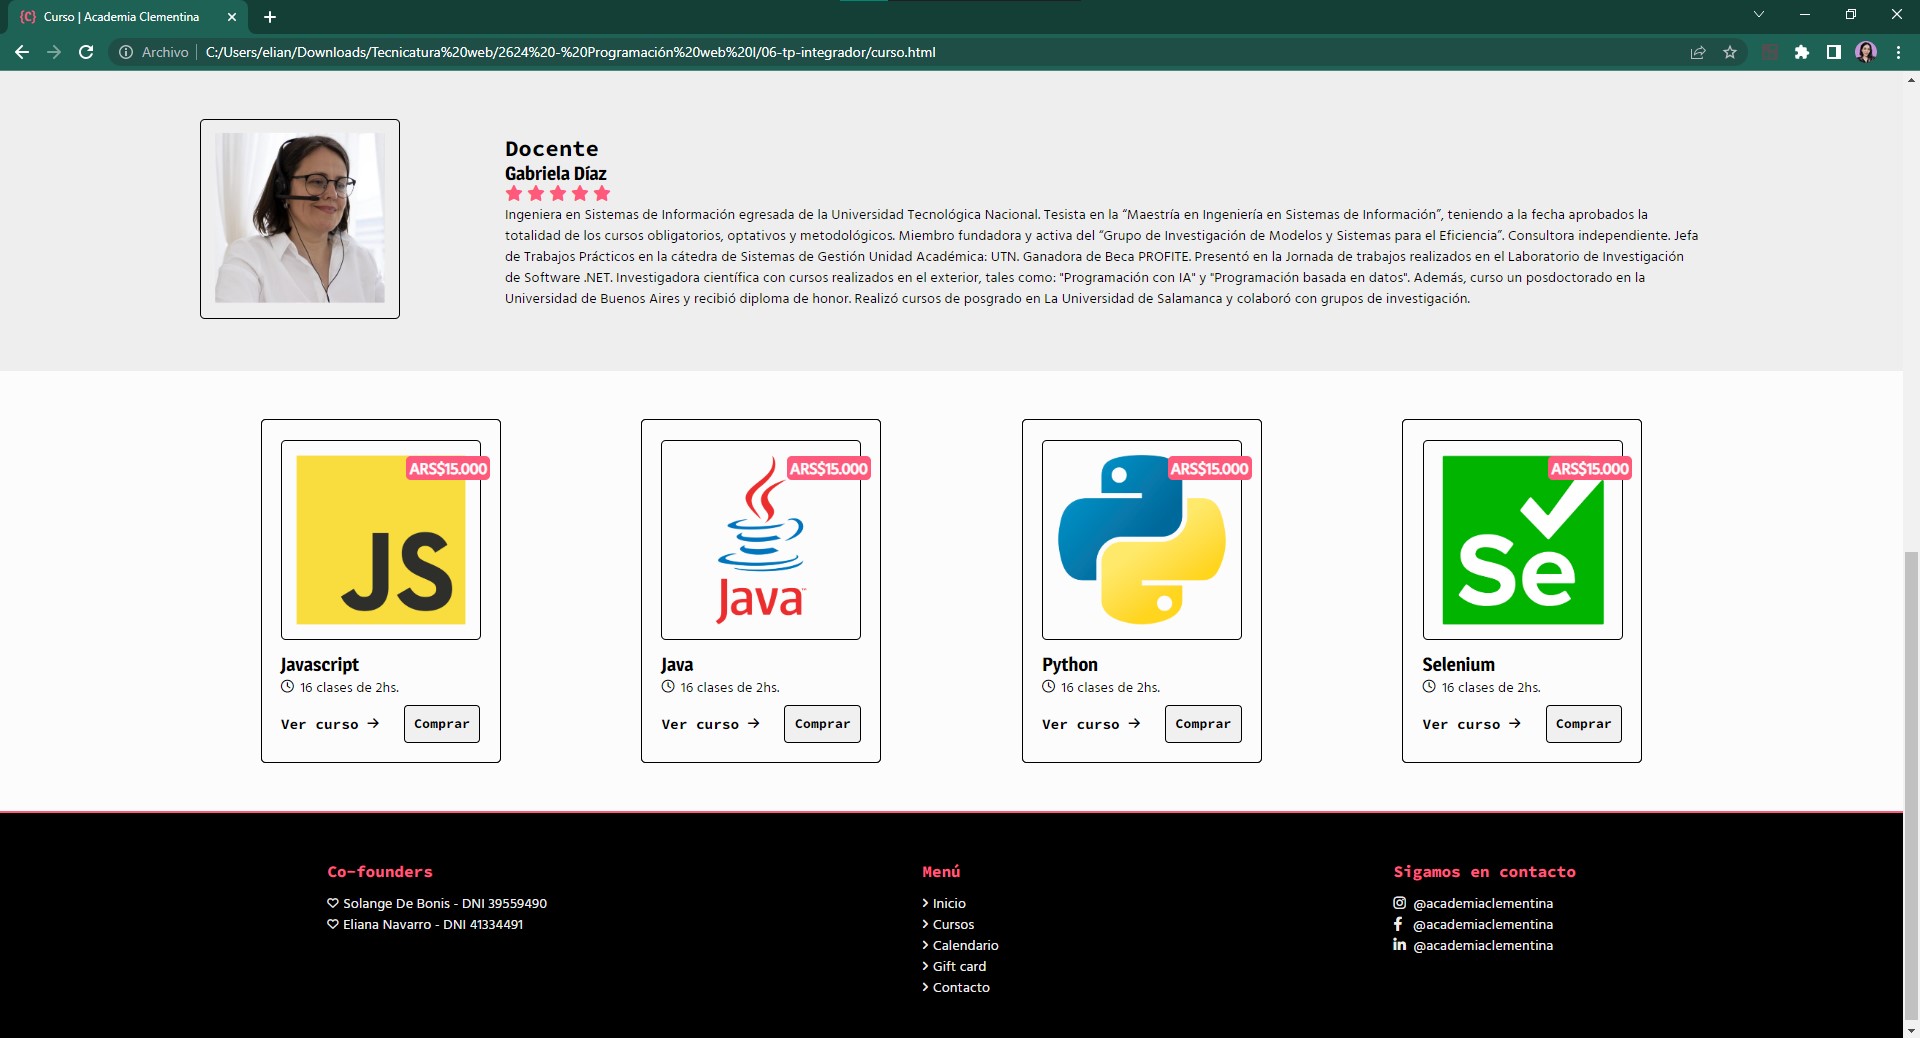 {C} Curso | Academia Clementina
Archivo | C:/Users/elian/Downloads/Tecnicatura%20web/2624%20-%20Programación%20web%20I/06-tp-integrador/curso.html
Docente
Gabriela Díaz
Ingeniera en Sistemas de Información egresada de la Universidad Tecnológica Nacional. Tesista en la “Maestría en Ingeniería en Sistemas de Información”, teniendo a la fecha aprobados la
totalidad de los cursos obligatorios, optativos y metodológicos. Miembro fundadora y activa del “Grupo de Investigación de Modelos y Sistemas para el Eficiencia”. Consultora independiente. Jefa
de Trabajos Prácticos en la cátedra de Sistemas de Gestión Unidad Académica: UTN. Ganadora de Beca PROFITE. Presentó en la Jornada de trabajos realizados en el Laboratorio de Investigación
de Software .NET. Investigadora científica con cursos realizados en el exterior, tales como: "Programación con IA" y "Programación basada en datos". Además, curso un posdoctorado en la
Universidad de Buenos Aires y recibió diploma de honor. Realizó cursos de posgrado en La Universidad de Salamanca y colaboró con grupos de investigación.
ARS$15.000
JS
Javascript
16 clases de 2hs.
Ver curso → Comprar
ARS$15.000
Java™
Java
16 clases de 2hs.
Ver curso → Comprar
ARS$15.000
Python
16 clases de 2hs.
Ver curso → Comprar
ARS$15.000
Se
Selenium
16 clases de 2hs.
Ver curso → Comprar
Co-founders
Solange De Bonis - DNI 39559490
Eliana Navarro - DNI 41334491
Menú
Inicio
Cursos
Calendario
Gift card
Contacto
Sigamos en contacto
@academiaclementina
@academiaclementina
@academiaclementina